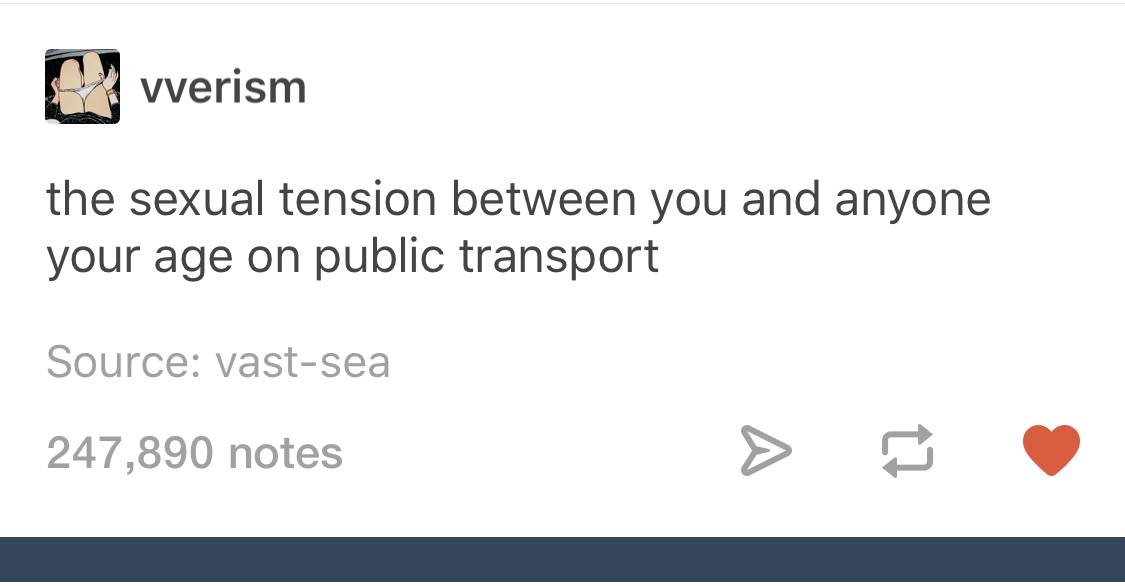 vverism
the sexual tension between you and anyone
your age on public transport
Source: vast-sea
247,890 notes